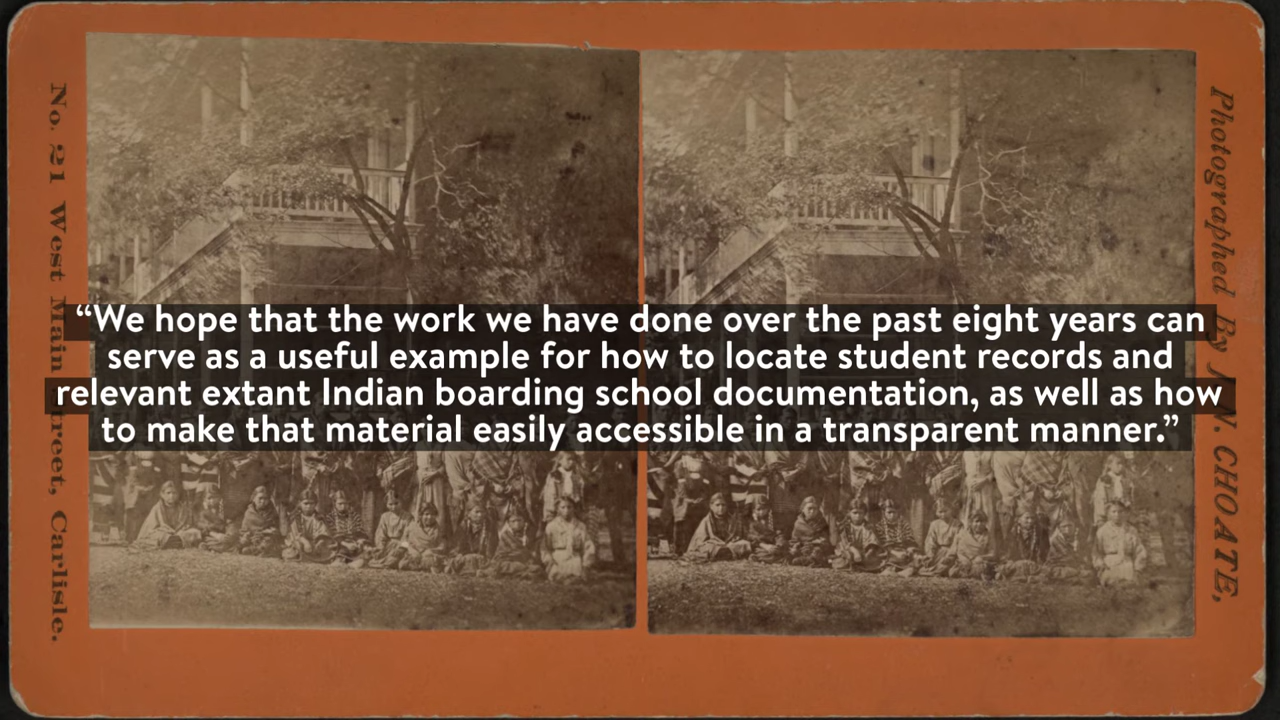 No. 21 West Main Street, Carlisle.
“We hope that the work we have done over the past eight years can
serve as a useful example for how to locate student records and
relevant extant Indian boarding school documentation, as well as how
to make that material easily accessible in a transparent manner.”
Photographed By J. N. CHOATE,